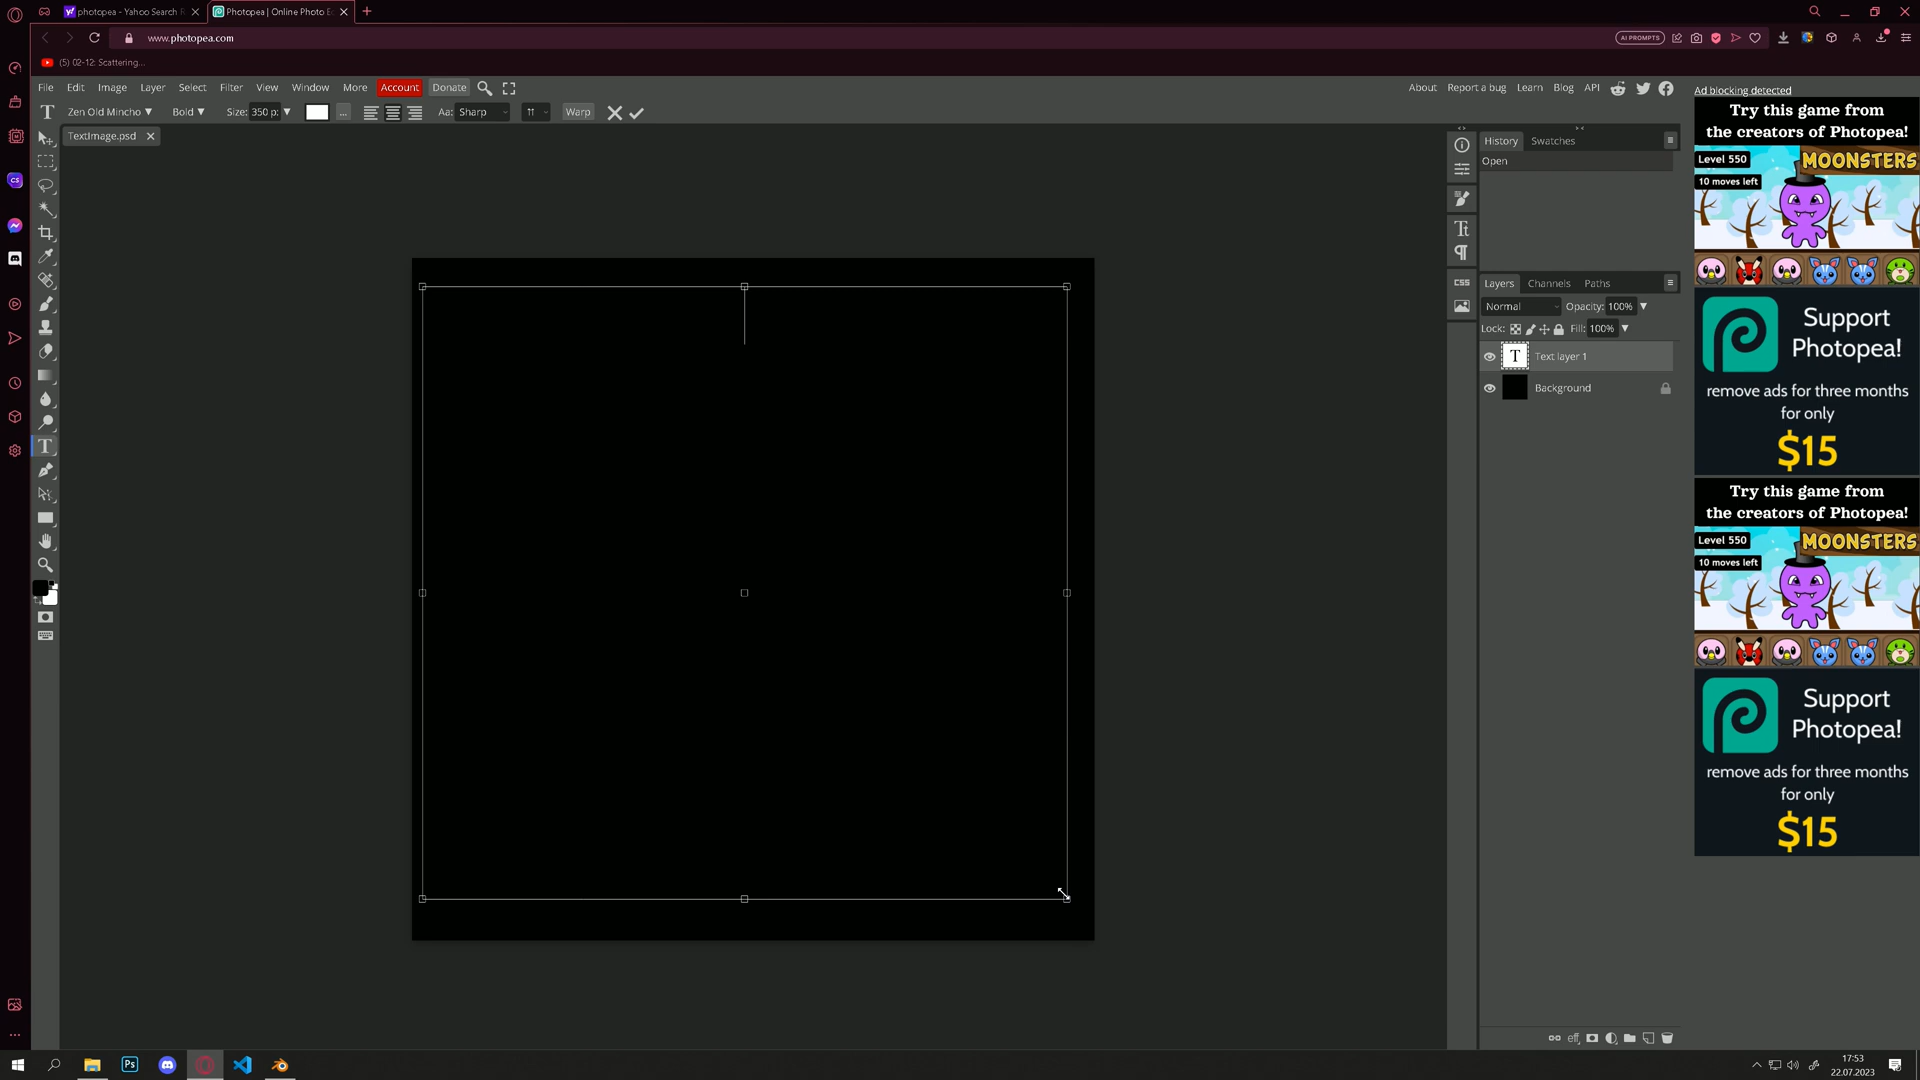 photopea - Yahoo Search R
Photopea | Online Photo E
www.photopea.com
AI PROMPTS
(5) 02-12: Scattering...
File Edit Image Layer Select Filter View Window More Account Donate
About Report a bug Learn Blog API
T Zen Old Mincho Bold Size: 350 p: ... Aa: Sharp Warp
TextImage.psd
History Swatches
Open
Layers Channels Paths
Normal Opacity: 100%
Lock: Fill: 100%
T Text layer 1
Background
CSS
eff
Ad blocking detected
Try this game from
the creators of Photopea!
Level 550
MOONSTERS
10 moves left
Support
Photopea!
remove ads for three months
for only
$15
Try this game from
the creators of Photopea!
Level 550
MOONSTERS
10 moves left
Support
Photopea!
remove ads for three months
for only
$15
CS
Ps
17:53
22.07.2023